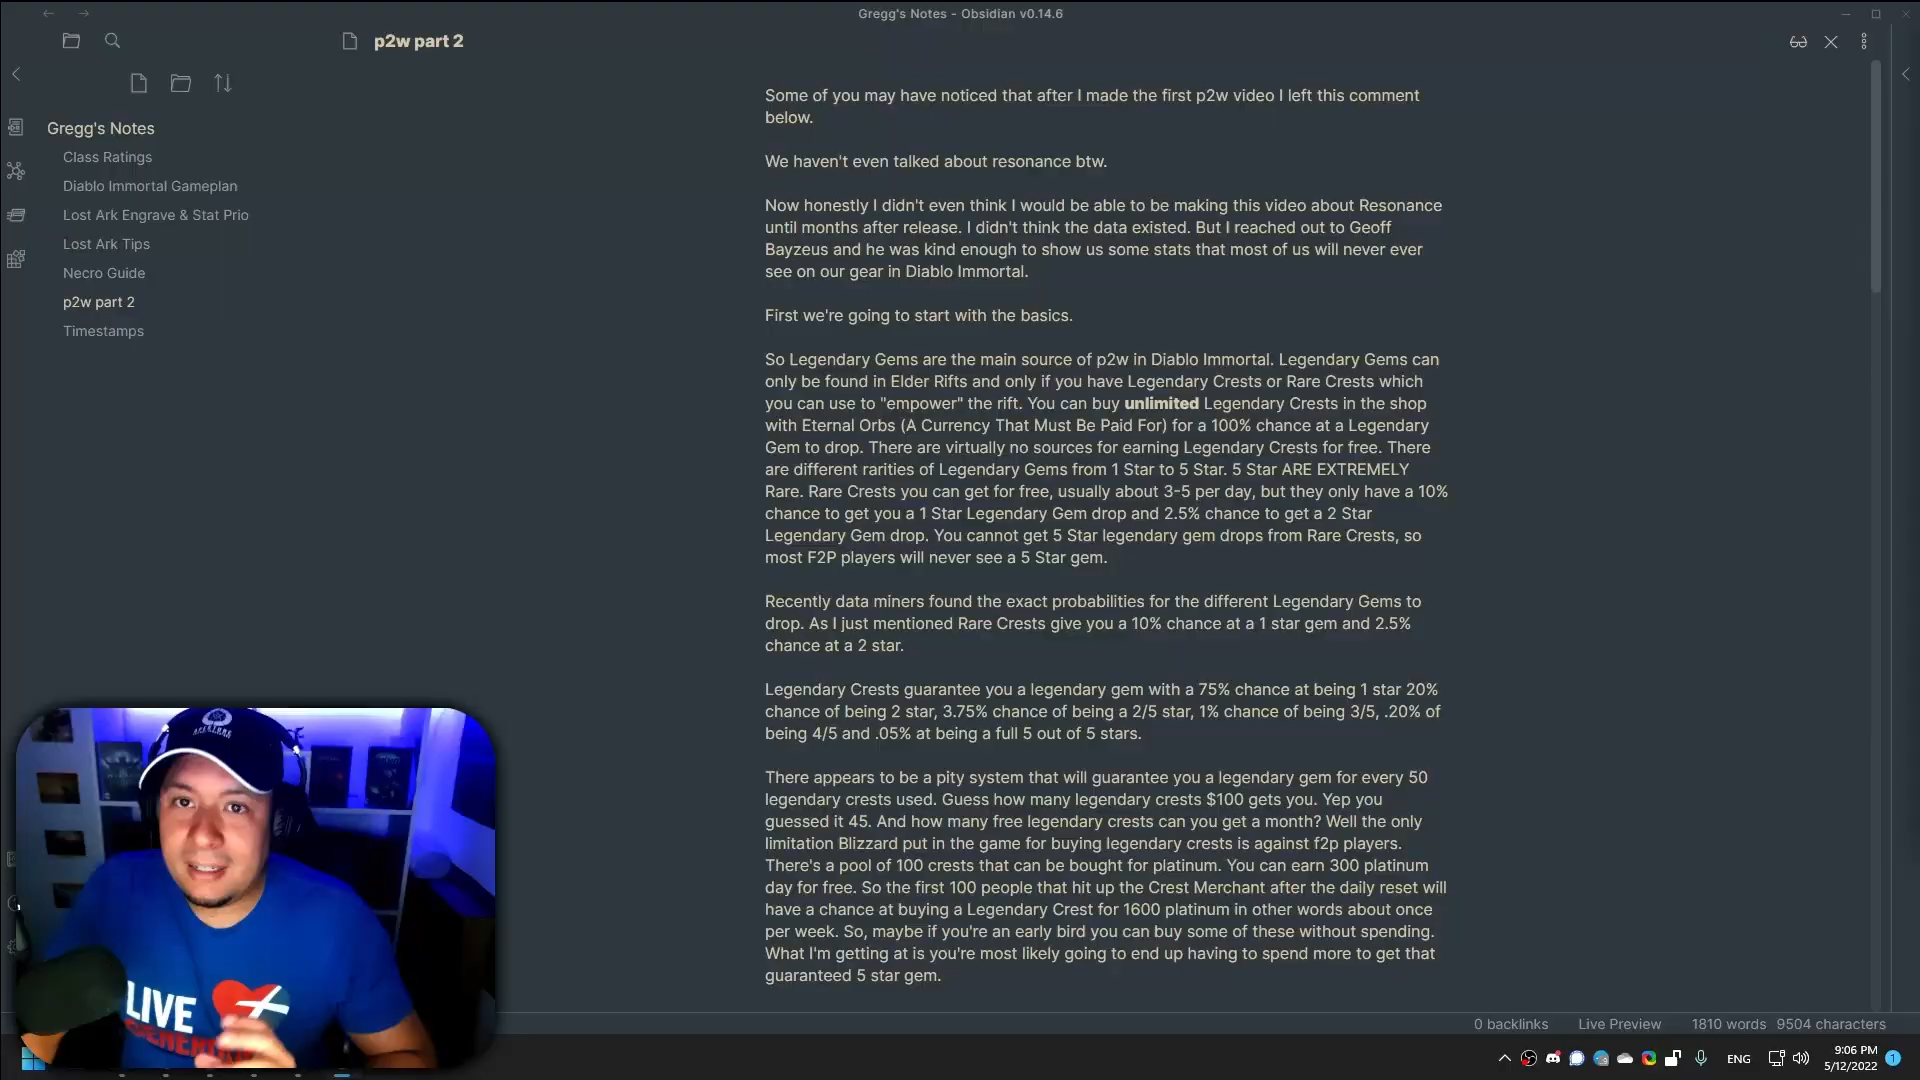 Gregg's Notes - Obsidian v0.14.6
p2w part 2
Gregg's Notes
Class Ratings
Diablo Immortal Gameplan
Lost Ark Engrave & Stat Prio
Lost Ark Tips
Necro Guide
p2w part 2
Timestamps
Some of you may have noticed that after I made the first p2w video I left this comment
below.
We haven't even talked about resonance btw.
Now honestly I didn't even think I would be able to be making this video about Resonance
until months after release. I didn't think the data existed. But I reached out to Geoff
Bayzeus and he was kind enough to show us some stats that most of us will never ever
see on our gear in Diablo Immortal.
First we're going to start with the basics.
So Legendary Gems are the main source of p2w in Diablo Immortal. Legendary Gems can
only be found in Elder Rifts and only if you have Legendary Crests or Rare Crests which
you can use to "empower" the rift. You can buy unlimited Legendary Crests in the shop
with Eternal Orbs (A Currency That Must Be Paid For) for a 100% chance at a Legendary
Gem to drop. There are virtually no sources for earning Legendary Crests for free. There
are different rarities of Legendary Gems from 1 Star to 5 Star. 5 Star ARE EXTREMELY
Rare. Rare Crests you can get for free, usually about 3-5 per day, but they only have a 10%
chance to get you a 1 Star Legendary Gem drop and 2.5% chance to get a 2 Star
Legendary Gem drop. You cannot get 5 Star legendary gem drops from Rare Crests, so
most F2P players will never see a 5 Star gem.
Recently data miners found the exact probabilities for the different Legendary Gems to
drop. As I just mentioned Rare Crests give you a 10% chance at a 1 star gem and 2.5%
chance at a 2 star.
Legendary Crests guarantee you a legendary gem with a 75% chance at being 1 star 20%
chance of being 2 star, 3.75% chance of being a 2/5 star, 1% chance of being 3/5, .20% of
being 4/5 and .05% at being a full 5 out of 5 stars.
There appears to be a pity system that will guarantee you a legendary gem for every 50
legendary crests used. Guess how many legendary crests $100 gets you. Yep you
guessed it 45. And how many free legendary crests can you get a month? Well the only
limitation Blizzard put in the game for buying legendary crests is against f2p players.
There's a pool of 100 crests that can be bought for platinum. You can earn 300 platinum
day for free. So the first 100 people that hit up the Crest Merchant after the daily reset will
have a chance at buying a Legendary Crest for 1600 platinum in other words about once
per week. So, maybe if you're an early bird you can buy some of these without spending.
What I'm getting at is you're most likely going to end up having to spend more to get that
guaranteed 5 star gem.
LIVE
0 backlinks Live Preview 1810 words 9504 characters
ENG
9:06 PM
5/12/2022
1